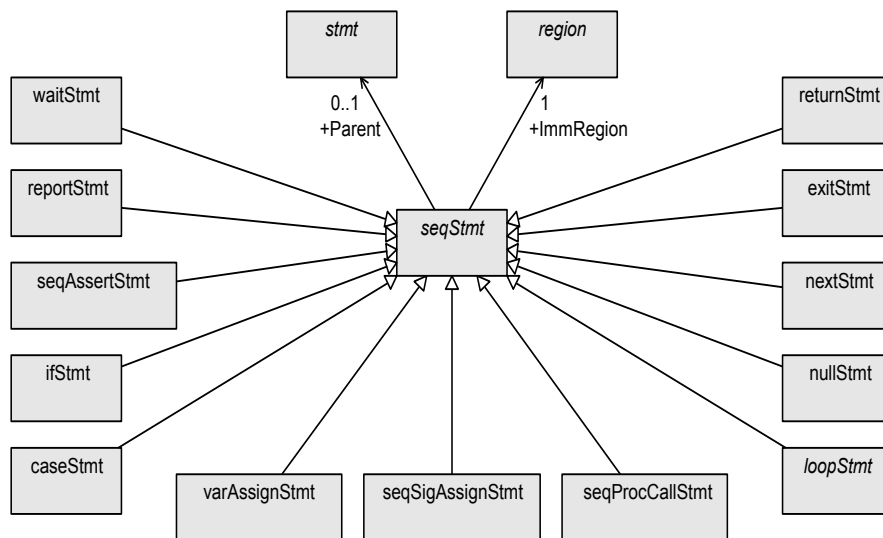 stmt
region
waitStmt
0..1
+Parent
1
+ImmRegion
returnStmt
reportStmt
exitStmt
seqStmt
seqAssertStmt
nextStmt
ifStmt
nullStmt
caseStmt
loopStmt
varAssignStmt
seqSigAssignStmt
seqProcCallStmt